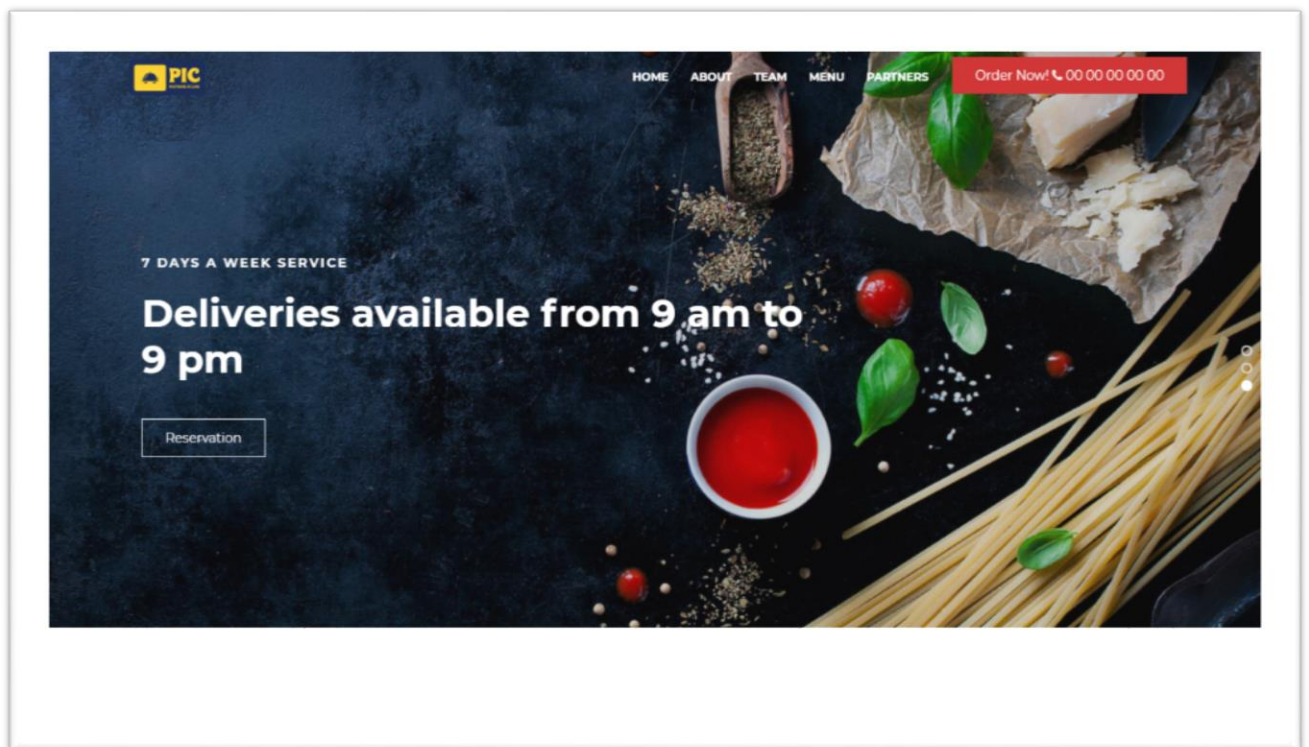 PIC
HOME ABOUT TEAM MENU PARTNERS Order Now! 00 00 00 00 00
7 DAYS A WEEK SERVICE
Deliveries available from 9 am to
9 pm
Reservation